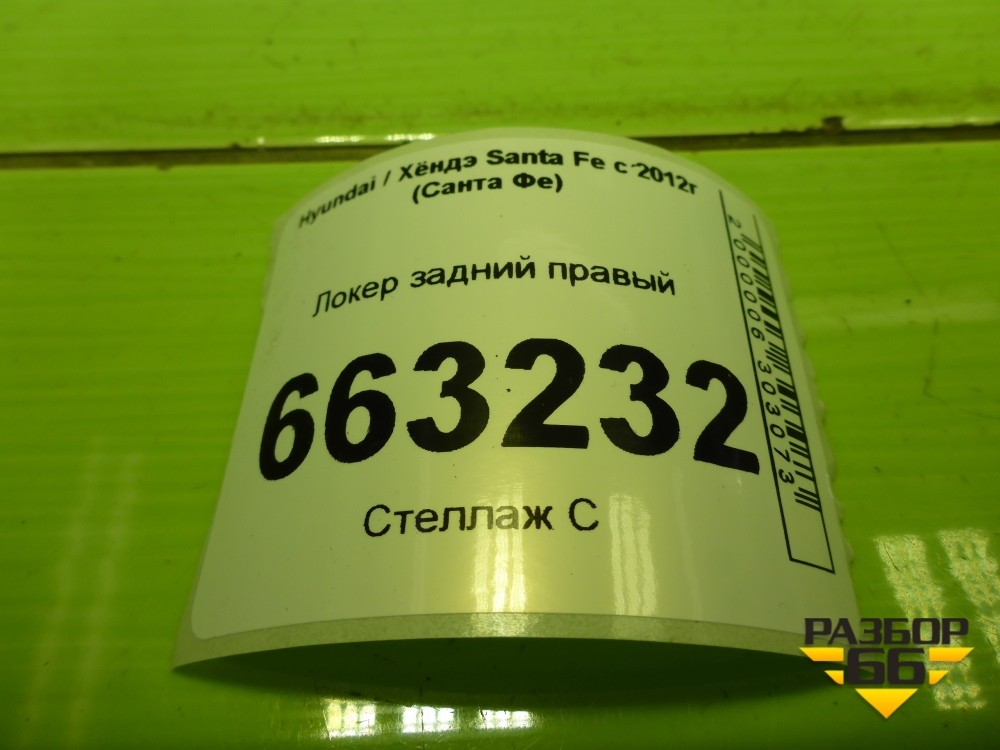 Hyundai / Хёндэ Santa Fe с 2012г
(Санта Фе)
Локер задний правый
663232
Стеллаж С
2000006303073
РАЗБОР
66